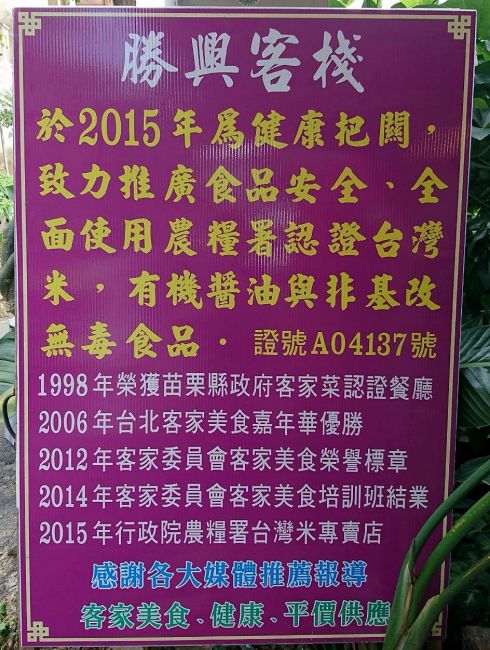 勝興客棧
於2015年為健康把關，
致力推廣食品安全、全
面使用農糧署認證台灣
米，有機醬油與非基改
無毒食品。證號A04137號
1998年榮獲苗栗縣政府客家菜認證餐廳
2006年台北客家美食嘉年華優勝
2012年客家委員會客家美食榮譽標章
2014年客家委員會客家美食培訓班結業
2015年行政院農糧署台灣米專賣店
感謝各大媒體推薦報導
客家美食、健康、平價供應